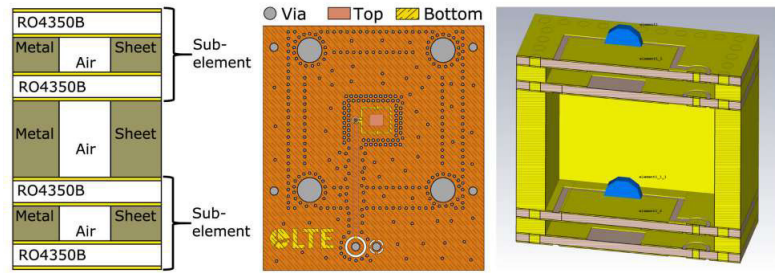 RO4350B
Metal Sheet
Air
RO4350B
Sub-
element
Metal Sheet
Air
RO4350B
Metal Sheet
Air
RO4350B
Sub-
element
Via Top Bottom
LTE